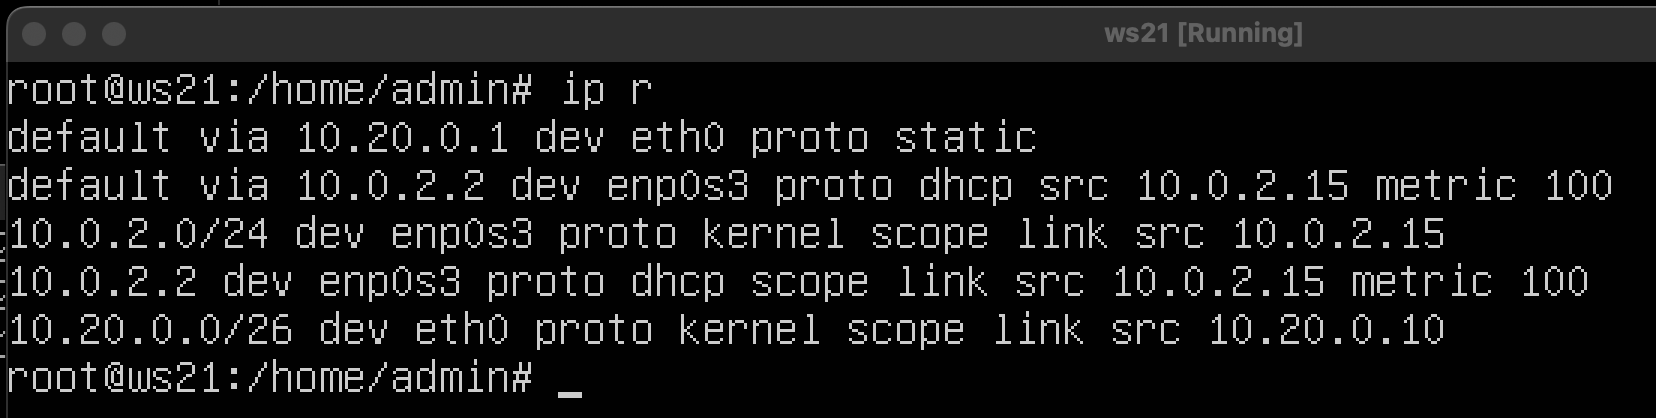 ws21 [Running]
root@ws21:/home/admin# ip r
default via 10.20.0.1 dev eth0 proto static
default via 10.0.2.2 dev enp0s3 proto dhcp src 10.0.2.15 metric 100
10.0.2.0/24 dev enp0s3 proto kernel scope link src 10.0.2.15
10.0.2.2 dev enp0s3 proto dhcp scope link src 10.0.2.15 metric 100
10.20.0.0/26 dev eth0 proto kernel scope link src 10.20.0.10
root@ws21:/home/admin# _